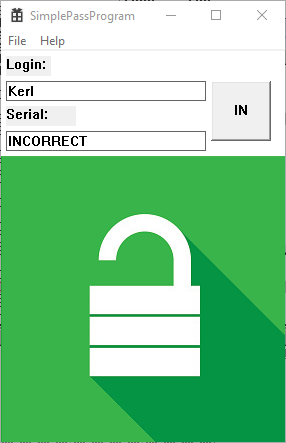 SimplePassProgram
File Help
Login:
Kerl
IN
Serial:
INCORRECT